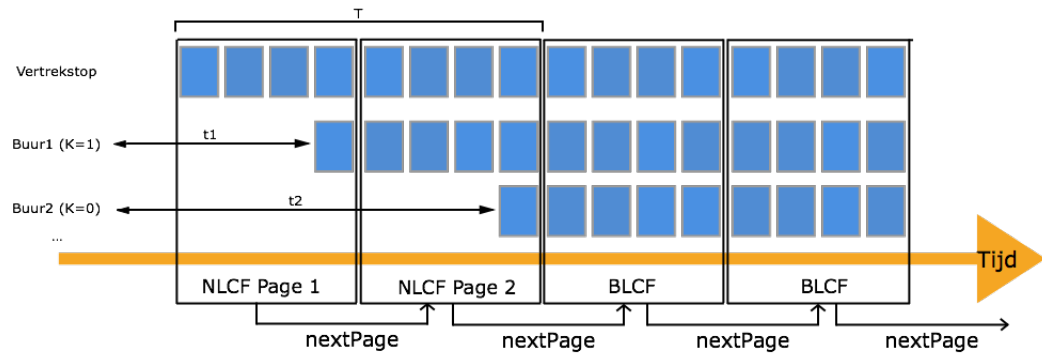 T
Vertrekstop
Buur1 (K=1)
t1
Buur2 (K=0)
t2
...
Tijd
NLCF Page 1
NLCF Page 2
BLCF
BLCF
nextPage
nextPage
nextPage
nextPage